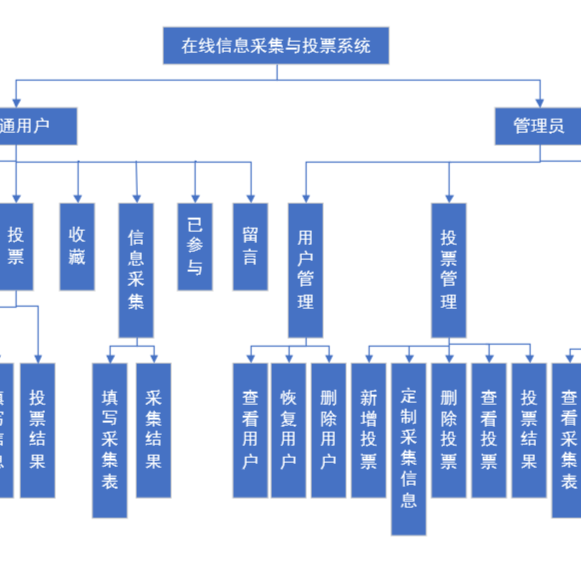 在线信息采集与投票系统
通用户
管理员
投票
收藏
信息采集
已参与
留言
用户管理
投票管理
填写信息
投票结果
填写采集表
采集结果
查看用户
恢复用户
删除用户
新增投票
定制采集信息
删除投票
查看投票
投票结果
查看采集表